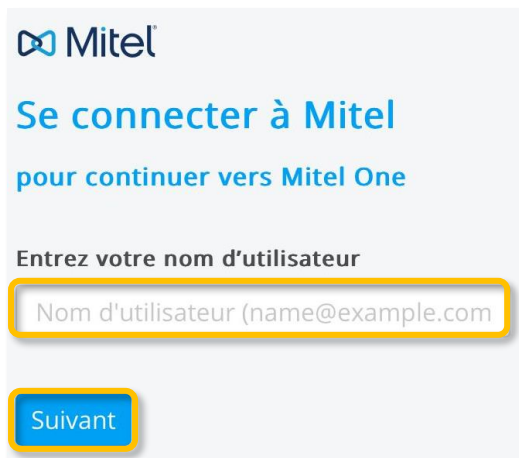 Mitel
Se connecter à Mitel
pour continuer vers Mitel One
Entrez votre nom d’utilisateur
Nom d'utilisateur (name@example.com
Suivant